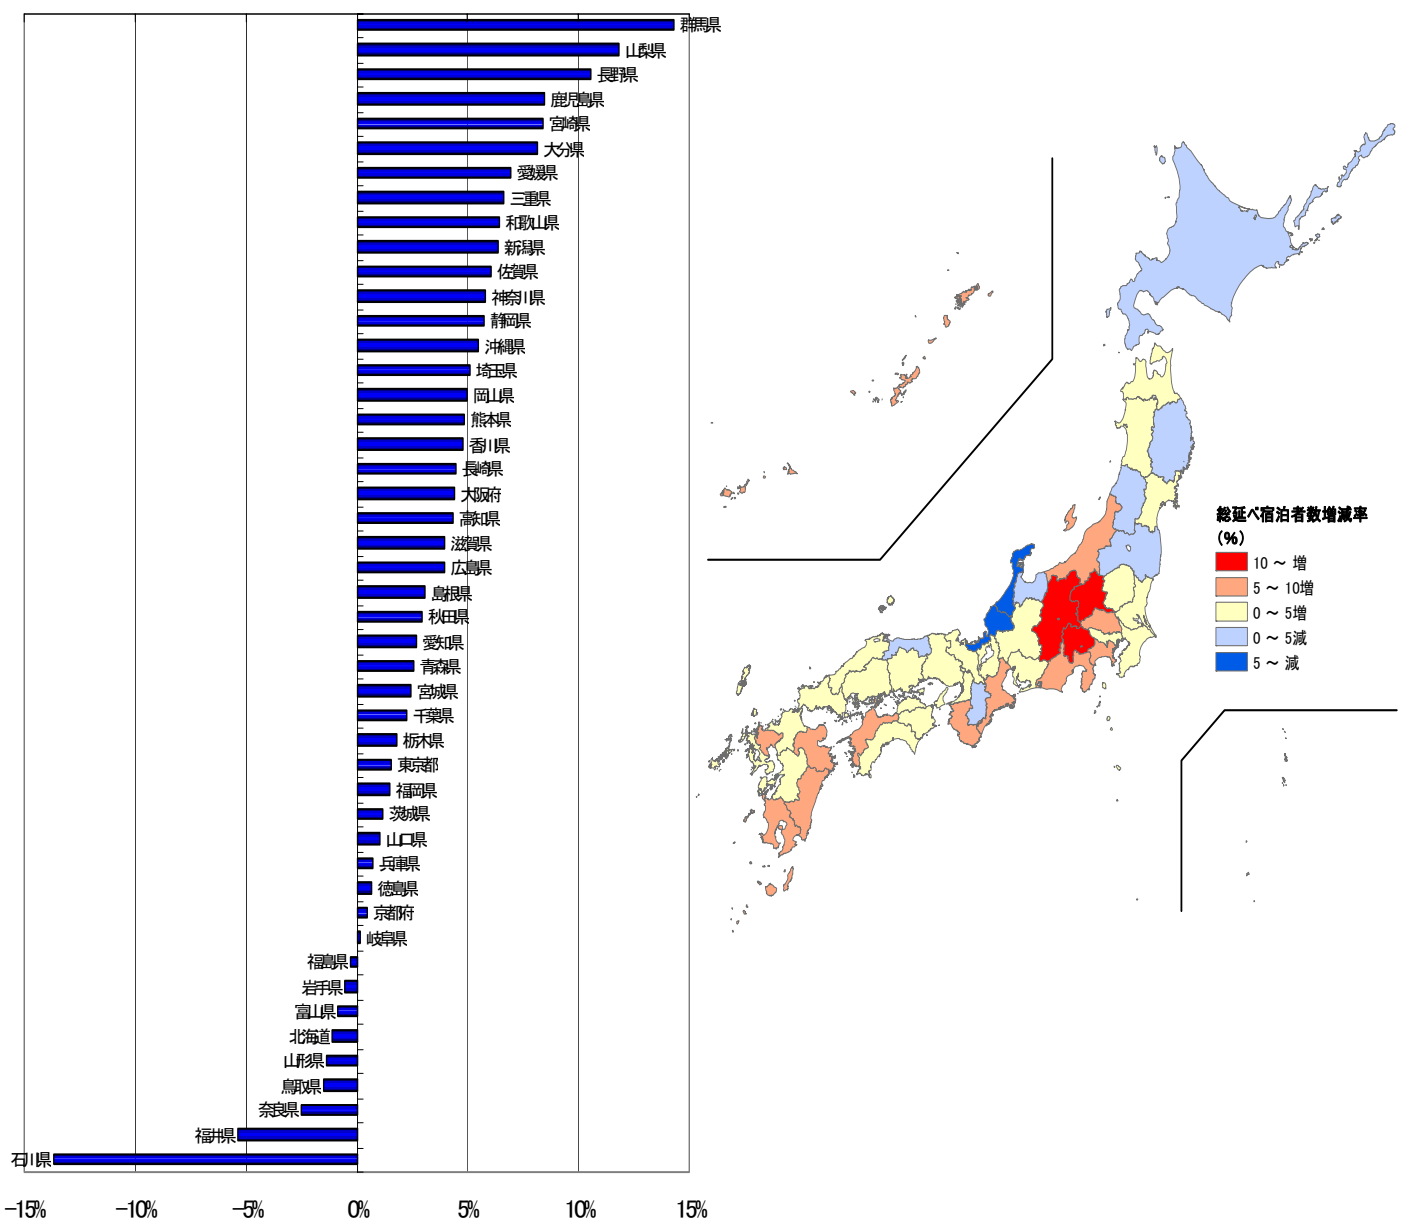 群馬県
山梨県
長野県
鹿児島県
宮崎県
大分県
愛媛県
三重県
和歌山県
新潟県
佐賀県
神奈川県
静岡県
沖縄県
埼玉県
岡山県
熊本県
香川県
長崎県
大阪府
高知県
滋賀県
広島県
島根県
秋田県
愛知県
青森県
宮城県
千葉県
栃木県
東京都
福岡県
茨城県
山口県
兵庫県
徳島県
京都府
岐阜県
福島県
岩手県
富山県
北海道
山形県
鳥取県
奈良県
福井県
石川県
-15% -10% -5% 0% 5% 10% 15%
総延べ宿泊者数増減率
(%)
10 ～ 増
5 ～ 10増
0 ～ 5増
0 ～ 5減
5 ～ 減